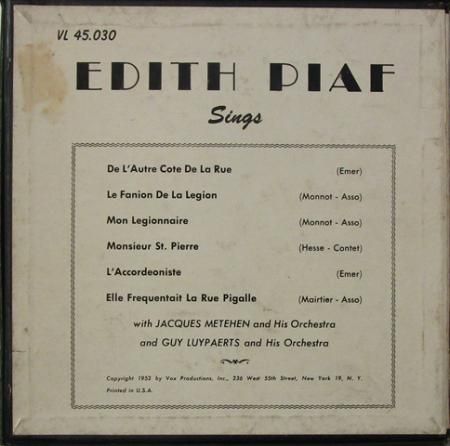 VL 45.030
EDITH PIAF
Sings
De L'Autre Cote De La Rue (Emer)
Le Fanion De La Legion (Monnot - Asso)
Mon Legionnaire (Monnot - Asso)
Monsieur St. Pierre (Hesse - Contet)
L'Accordeoniste (Emer)
Elle Frequentait La Rue Pigalle (Mairtier - Asso)
with JACQUES METEHEN and His Orchestra
and GUY LUYPAERTS and His Orchestra
Copyright 1953 by Vox Productions, Inc., 236 West 55th Street, New York 19, N. Y.
Printed in U.S.A.